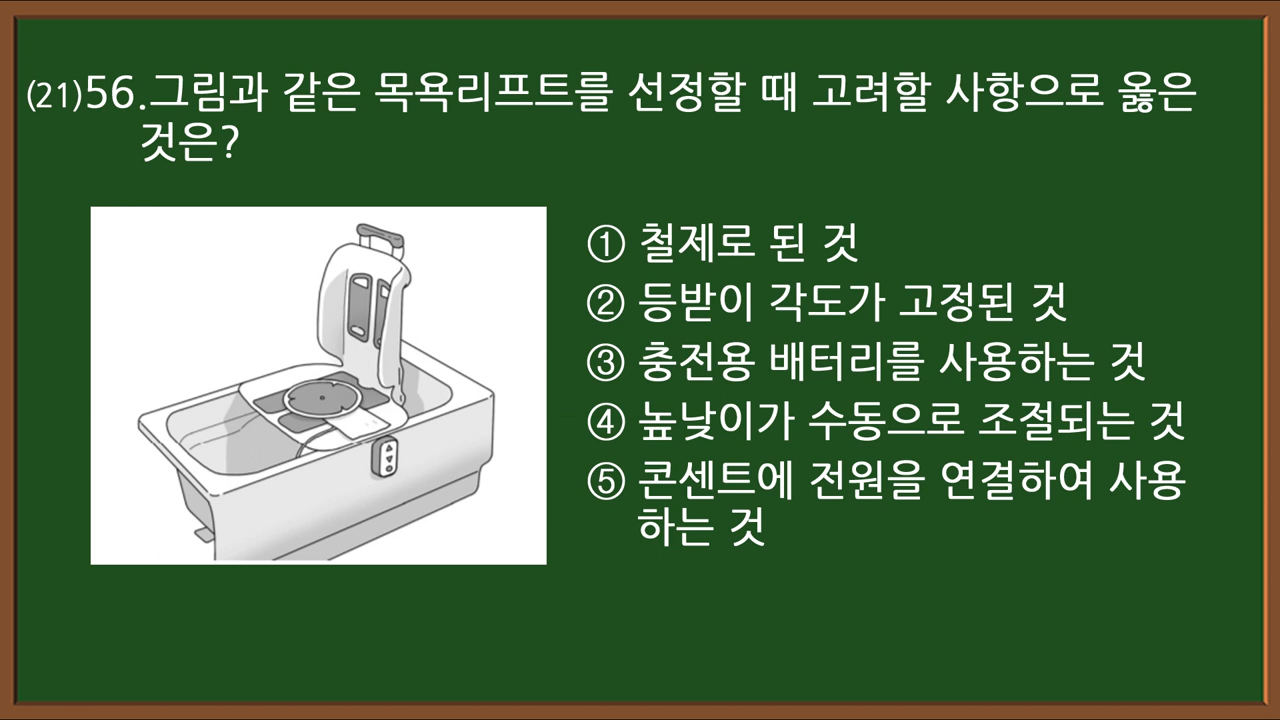 (21)56.그림과 같은 목욕리프트를 선정할 때 고려할 사항으로 옳은
것은?
① 철제로 된 것
② 등받이 각도가 고정된 것
③ 충전용 배터리를 사용하는 것
④ 높낮이가 수동으로 조절되는 것
⑤ 콘센트에 전원을 연결하여 사용
하는 것